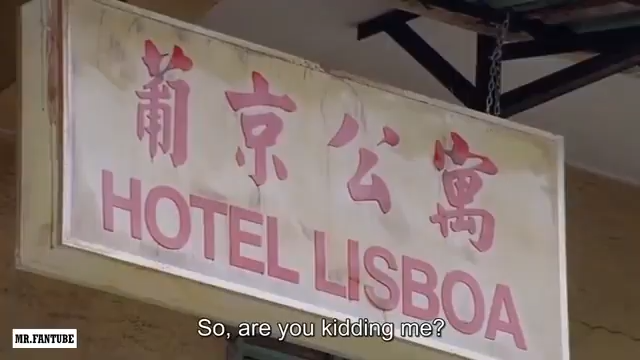 葡京公寓
HOTEL LISBOA
So, are you kidding me?
MR.FANTUBE